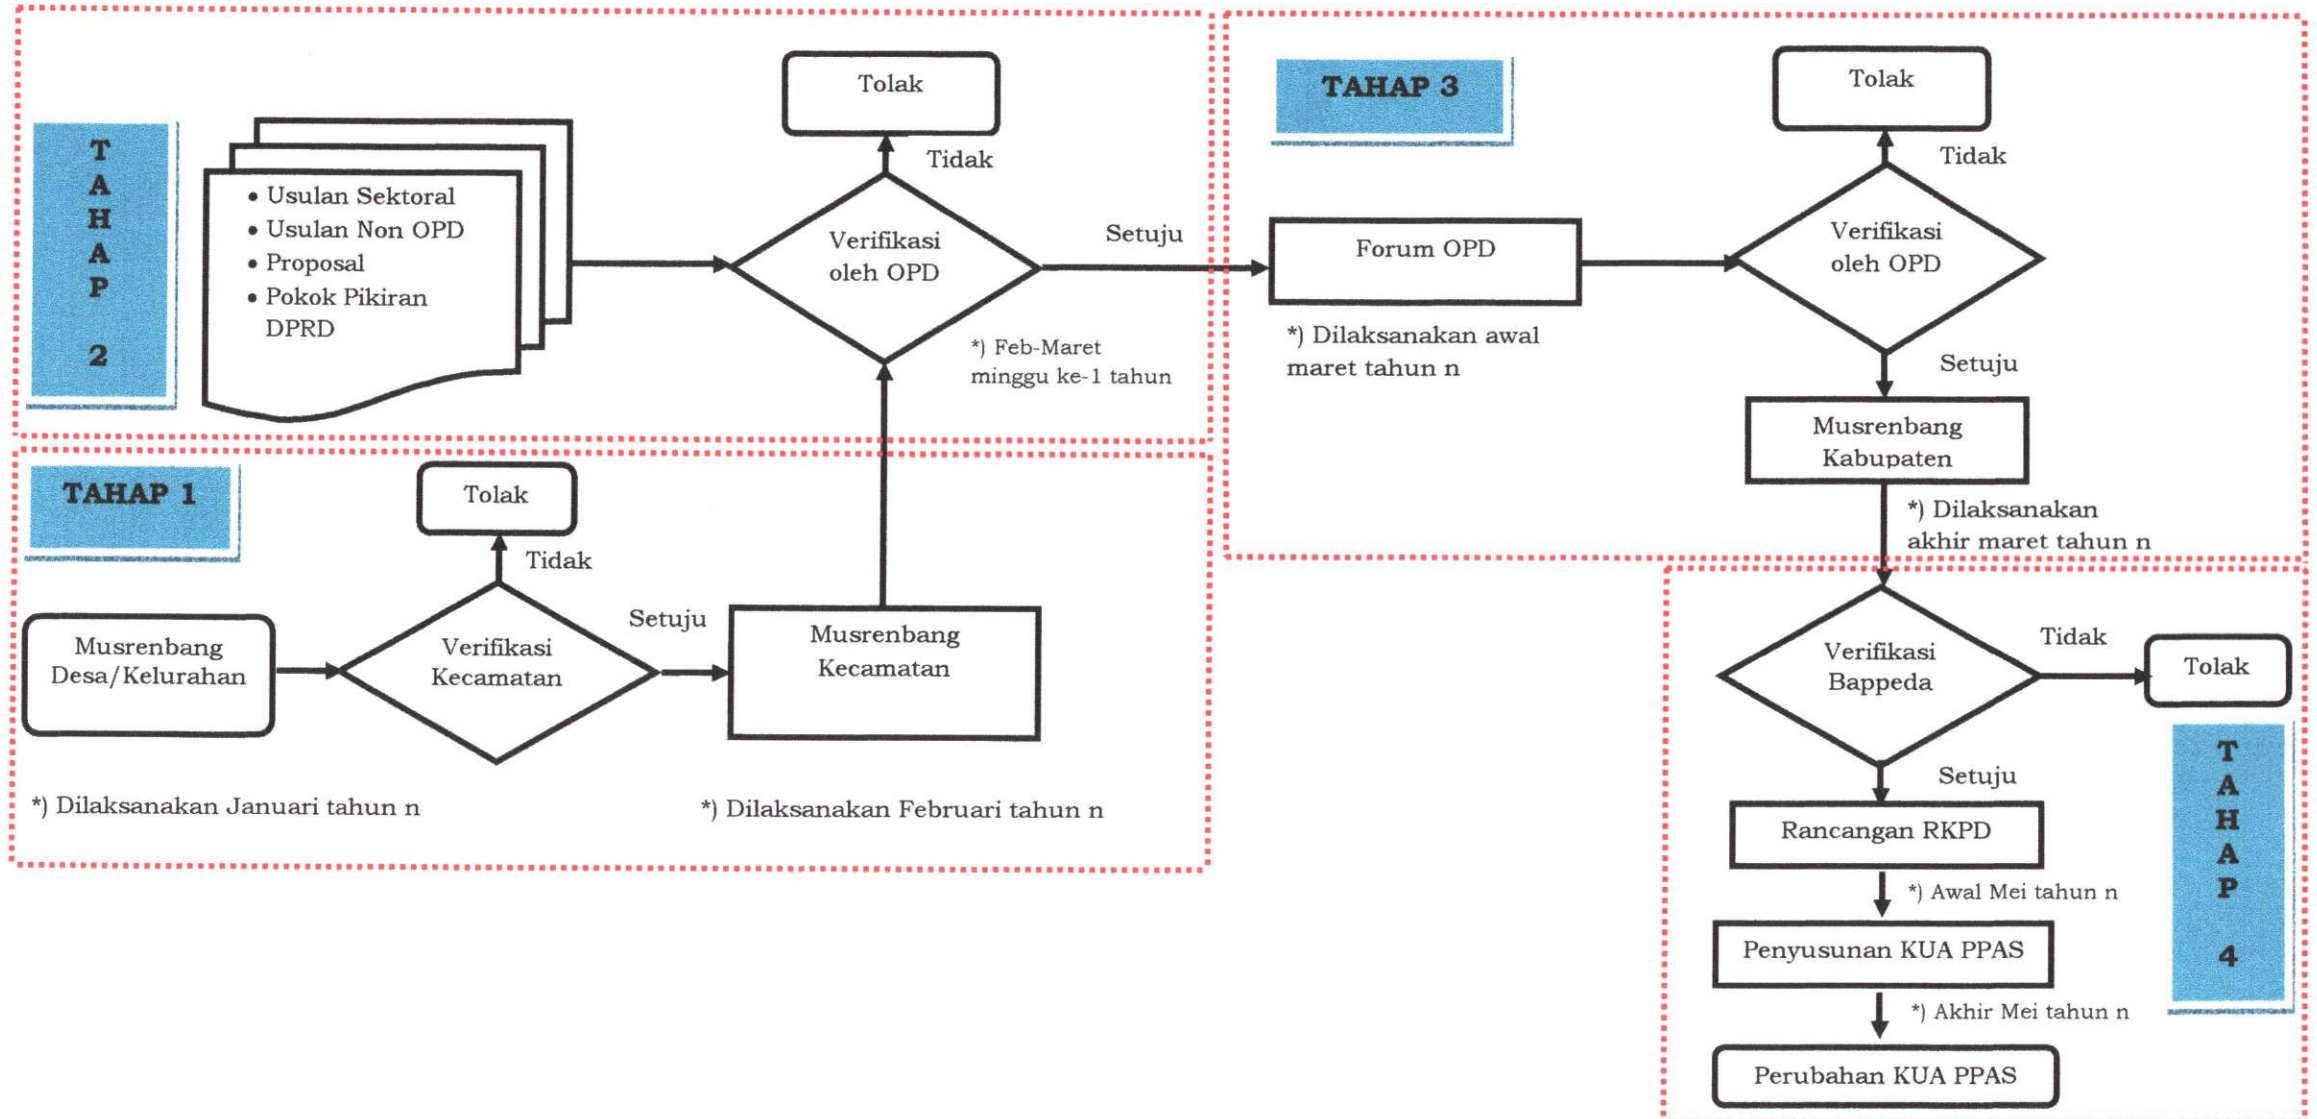 TAHAP 2
• Usulan Sektoral
• Usulan Non OPD
• Proposal
• Pokok Pikiran
DPRD
Tolak
Tidak
Verifikasi
oleh OPD
Setuju
*) Feb-Maret
minggu ke-1 tahun
TAHAP 3
Forum OPD
*) Dilaksanakan awal
maret tahun n
Tolak
Tidak
Verifikasi
oleh OPD
Setuju
Musrenbang
Kabupaten
*) Dilaksanakan
akhir maret tahun n
TAHAP 1
Musrenbang
Desa/Kelurahan
*) Dilaksanakan Januari tahun n
Tolak
Tidak
Verifikasi
Kecamatan
Setuju
Musrenbang
Kecamatan
*) Dilaksanakan Februari tahun n
Verifikasi
Bappeda
Tidak
Tolak
Setuju
TAHAP 4
Rancangan RKPD
*) Awal Mei tahun n
Penyusunan KUA PPAS
*) Akhir Mei tahun n
Perubahan KUA PPAS